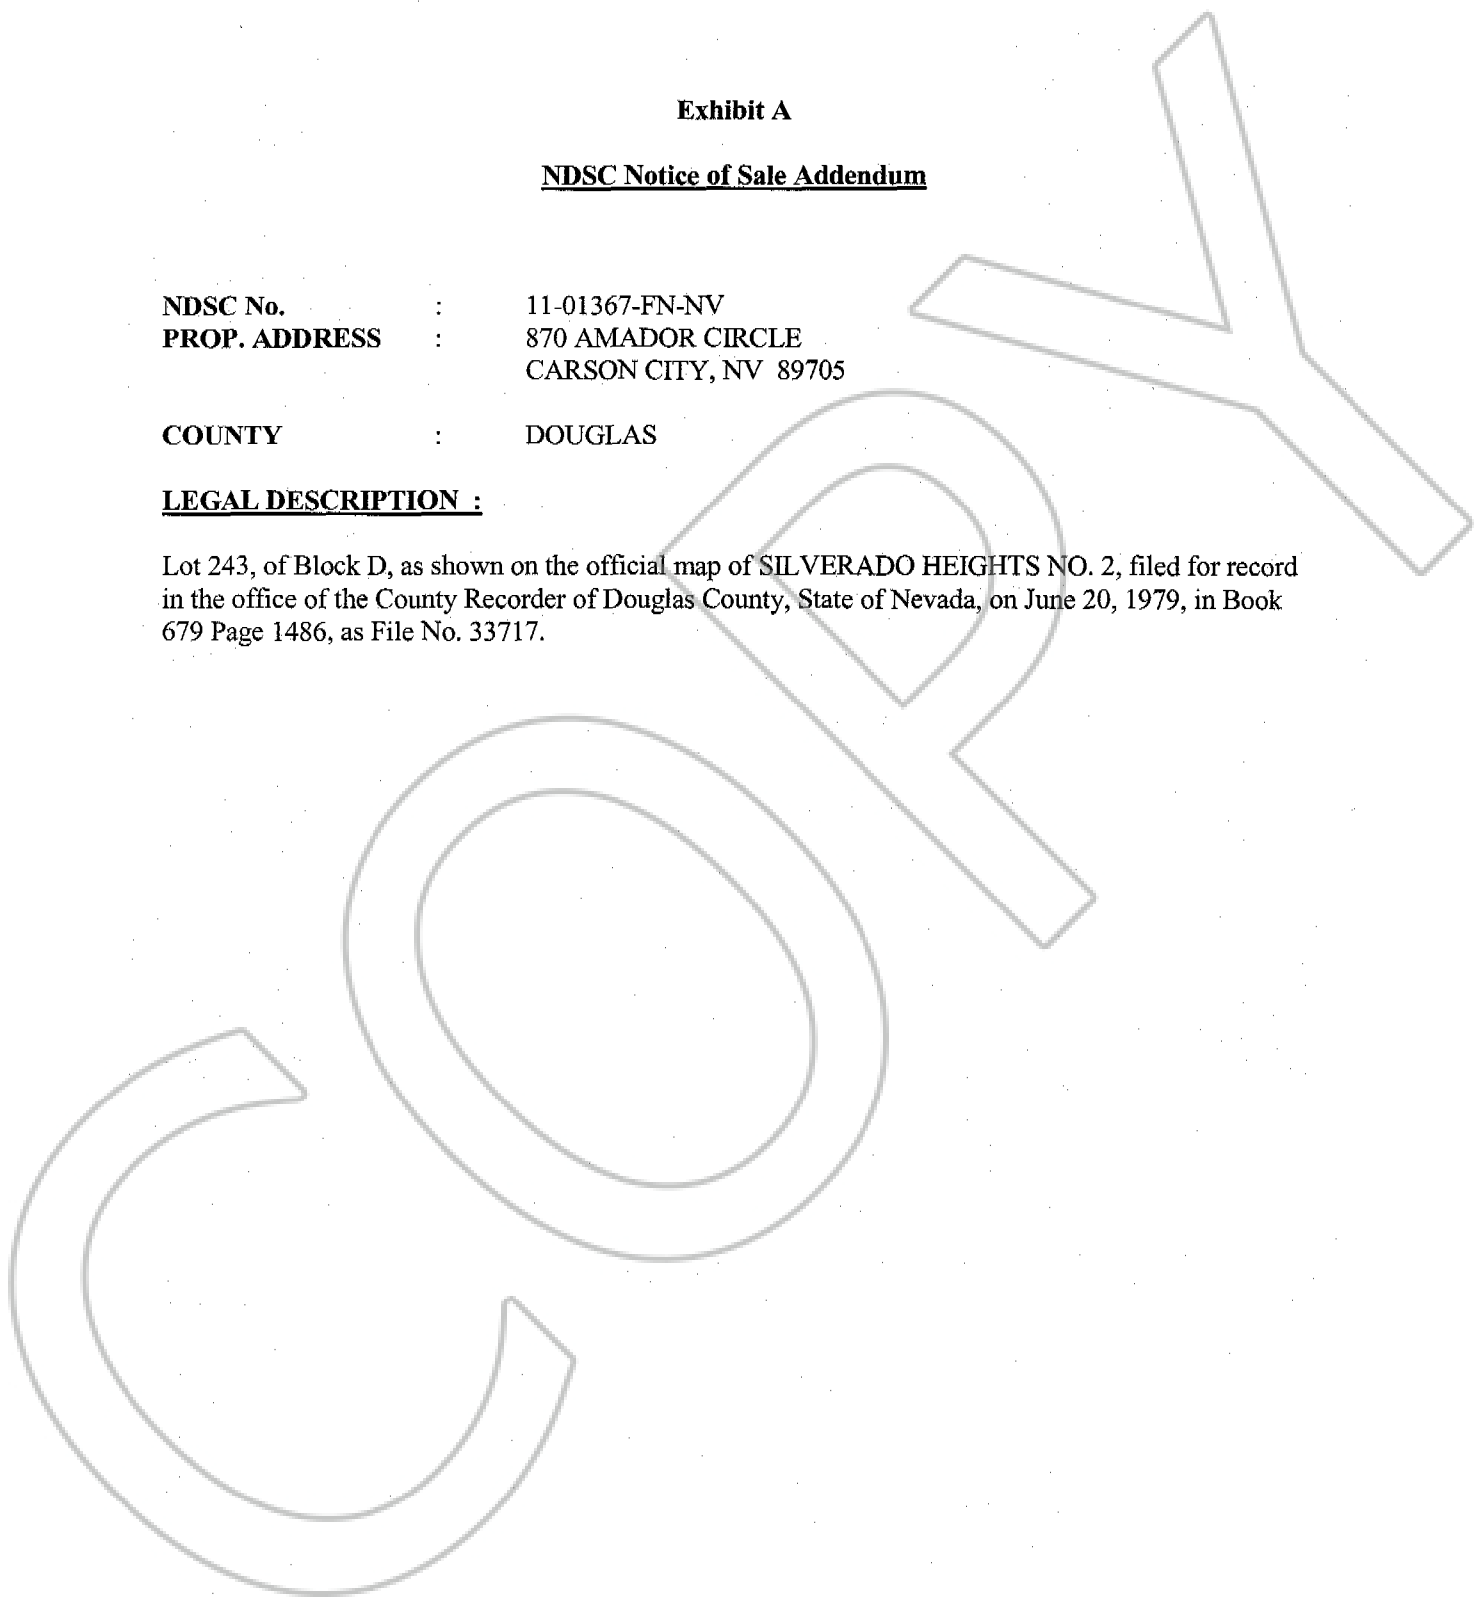 Exhibit A
NDSC Notice of Sale Addendum
NDSC No. : 11-01367-FN-NV
PROP. ADDRESS : 870 AMADOR CIRCLE
CARSON CITY, NV 89705
COUNTY : DOUGLAS
LEGAL DESCRIPTION :
Lot 243, of Block D, as shown on the official map of SILVERADO HEIGHTS NO. 2, filed for record
in the office of the County Recorder of Douglas County, State of Nevada, on June 20, 1979, in Book
679 Page 1486, as File No. 33717.
COPY